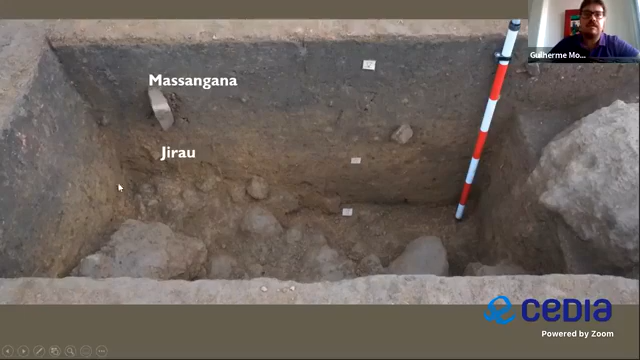 Guilherme Mo...
Massangana
Jirau
CEDIA
Powered by Zoom